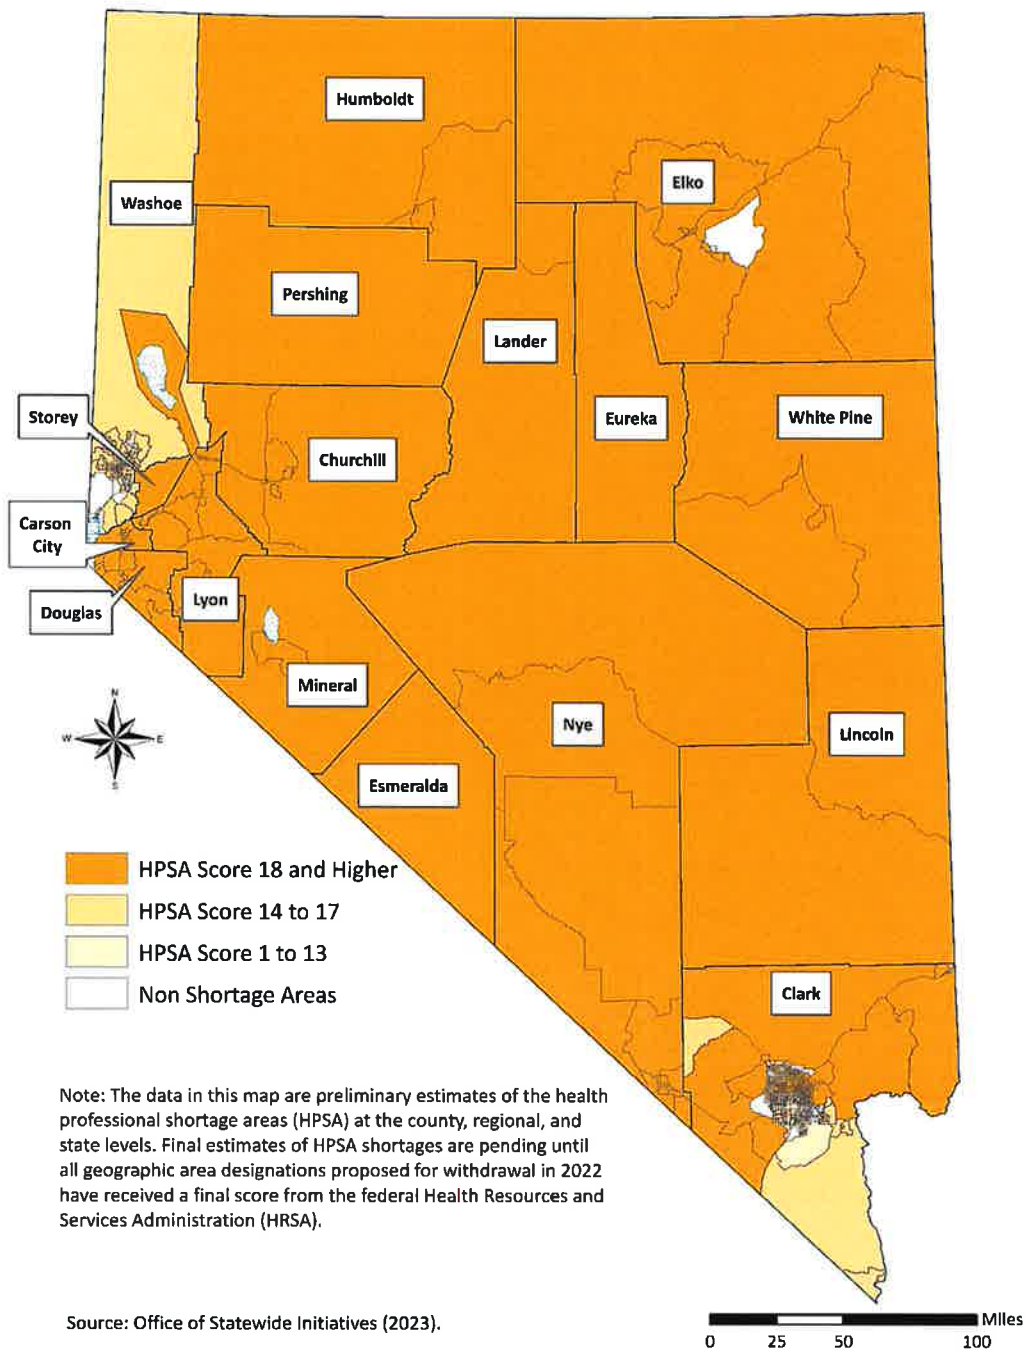 Humboldt
Elko
Washoe
Pershing
Lander
Storey
Eureka
White Pine
Churchill
Carson
City
Lyon
Douglas
Mineral
N
W
E
S
Nye
Lincoln
Esmeralda
HPSA Score 18 and Higher
HPSA Score 14 to 17
HPSA Score 1 to 13
Non Shortage Areas
Clark
Note: The data in this map are preliminary estimates of the health
professional shortage areas (HPSA) at the county, regional, and
state levels. Final estimates of HPSA shortages are pending until
all geographic area designations proposed for withdrawal in 2022
have received a final score from the federal Health Resources and
Services Administration (HRSA).
Source: Office of Statewide Initiatives (2023).
Miles
0 25 50 100